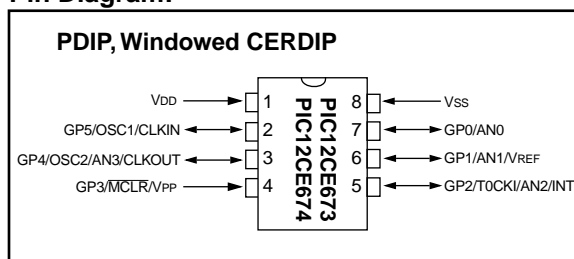 Pin Diagram:
PDIP, Windowed CERDIP
VDD 1 8 VSS
GP5/OSC1/CLKIN 2 7 GP0/AN0
GP4/OSC2/AN3/CLKOUT 3 6 GP1/AN1/VREF
GP3/MCLR/VPP 4 5 GP2/T0CKI/AN2/INT
PIC12CE673
PIC12CE674